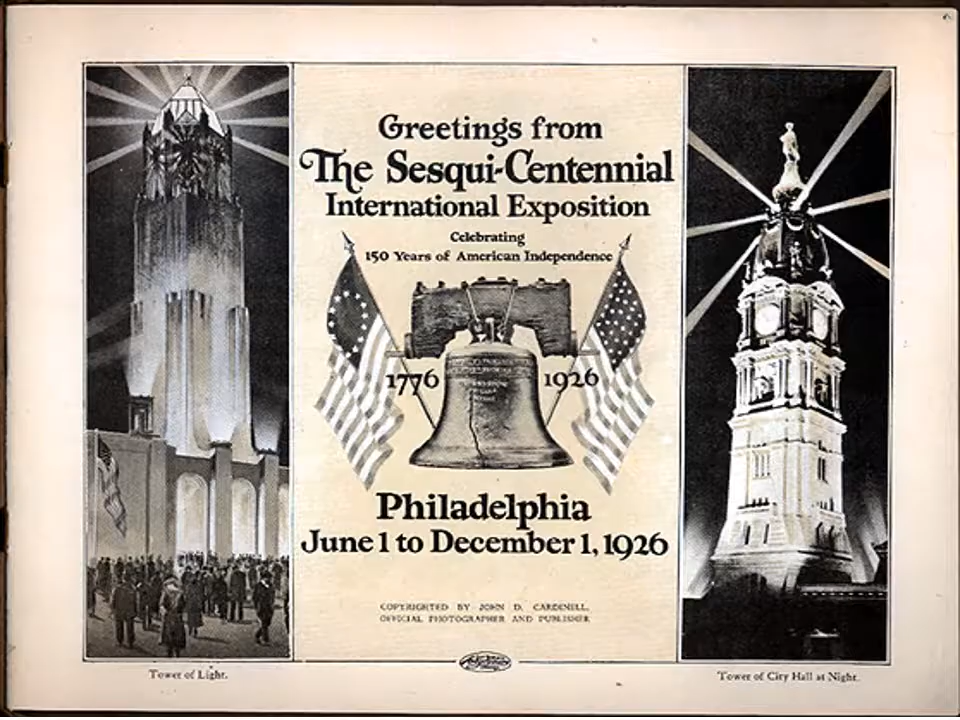 Greetings from
The Sesqui-Centennial
International Exposition
Celebrating
150 Years of American Independence
1776 1926
Philadelphia
June 1 to December 1, 1926
COPYRIGHTED BY JOHN D. CARDINELL,
OFFICIAL PHOTOGRAPHER AND PUBLISHER
Tower of Light.
Tower of City Hall at Night.